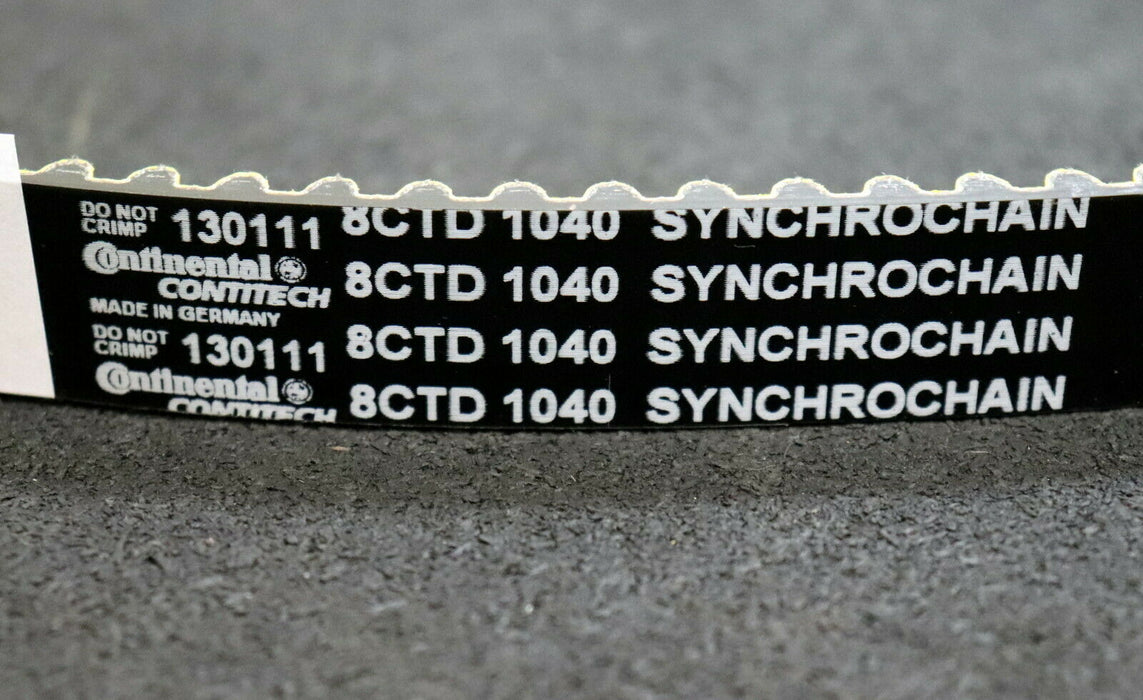 DO NOT
CRIMP 130111 8CTD 1040 SYNCHROCHAIN
Continental
CONTITECH 8CTD 1040 SYNCHROCHAIN
MADE IN GERMANY
DO NOT
CRIMP 130111 8CTD 1040 SYNCHROCHAIN
Continental
CONTITECH 8CTD 1040 SYNCHROCHAIN